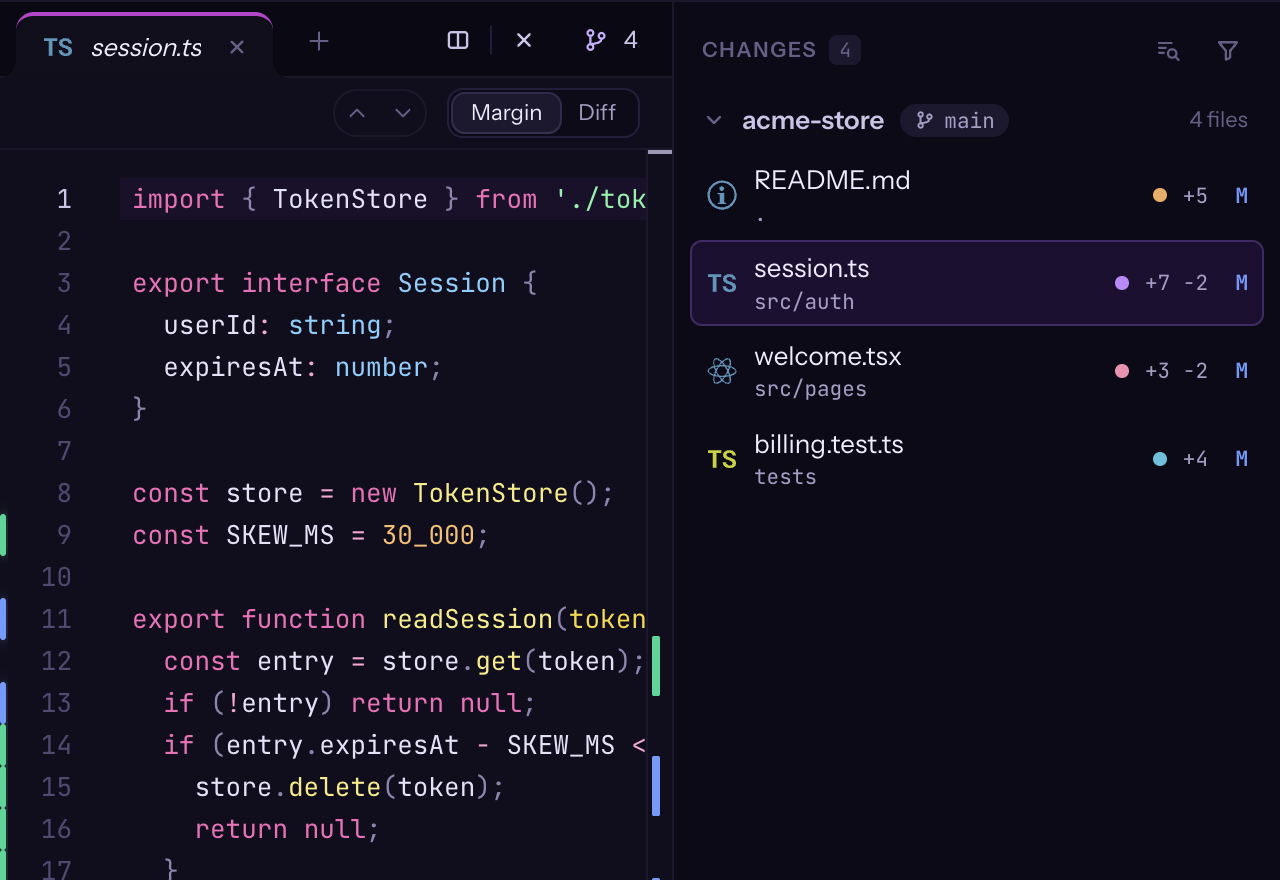 TS session.ts
4
Margin Diff
1 import { TokenStore } from './tok
2
3 export interface Session {
4 userId: string;
5 expiresAt: number;
6 }
7
8 const store = new TokenStore();
9 const SKEW_MS = 30_000;
10
11 export function readSession(token
12 const entry = store.get(token);
13 if (!entry) return null;
14 if (entry.expiresAt - SKEW_MS <
15 store.delete(token);
16 return null;
17 }
CHANGES 4
acme-store main 4 files
README.md
.
+5 M
TS session.ts
src/auth
+7 -2 M
welcome.tsx
src/pages
+3 -2 M
TS billing.test.ts
tests
+4 M